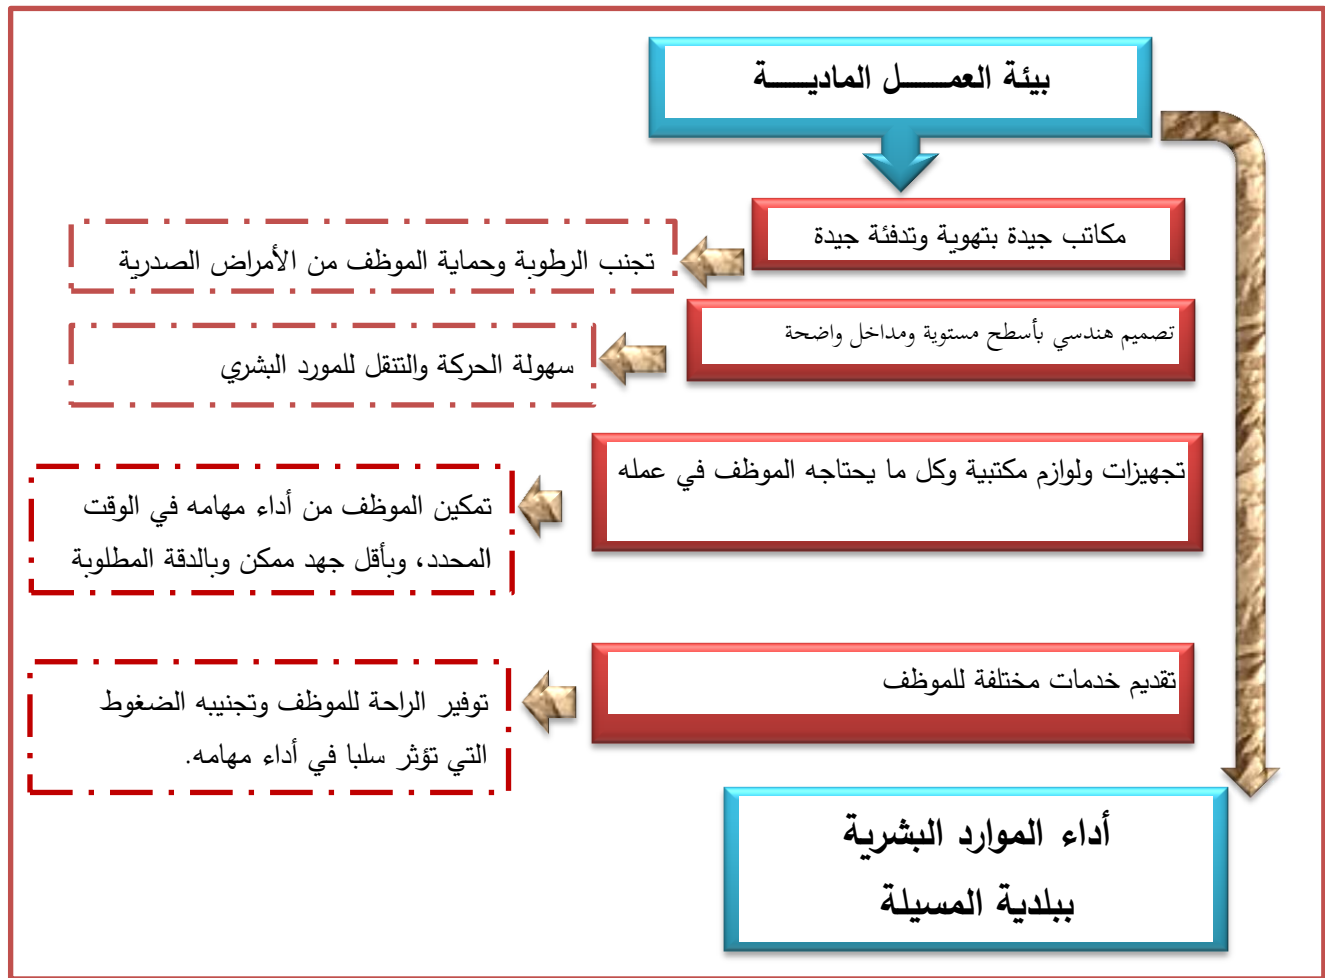 بيئة العمــــــل الماديــــــة
مكاتب جيدة بتهوية وتدفئة جيدة
تجنب الرطوبة وحماية الموظف من الأمراض الصدرية
تصميم هندسي بأسطح مستوية ومداخل واضحة
سهولة الحركة والتنقل للمورد البشري
تجهيزات ولوازم مكتبية وكل ما يحتاجه الموظف في عمله
تمكين الموظف من أداء مهامه في الوقت
المحدد، وبأقل جهد ممكن وبالدقة المطلوبة
تقديم خدمات مختلفة للموظف
توفير الراحة للموظف وتجنيبه الضغوط
التي تؤثر سلبا في أداء مهامه.
أداء الموارد البشرية
ببلدية المسيلة